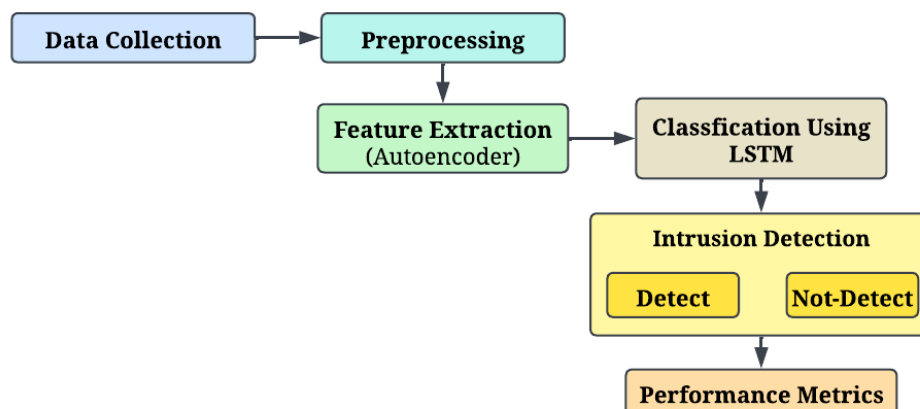 Data Collection
Preprocessing
Feature Extraction
(Autoencoder)
Classfication Using
LSTM
Intrusion Detection
Detect
Not-Detect
Performance Metrics